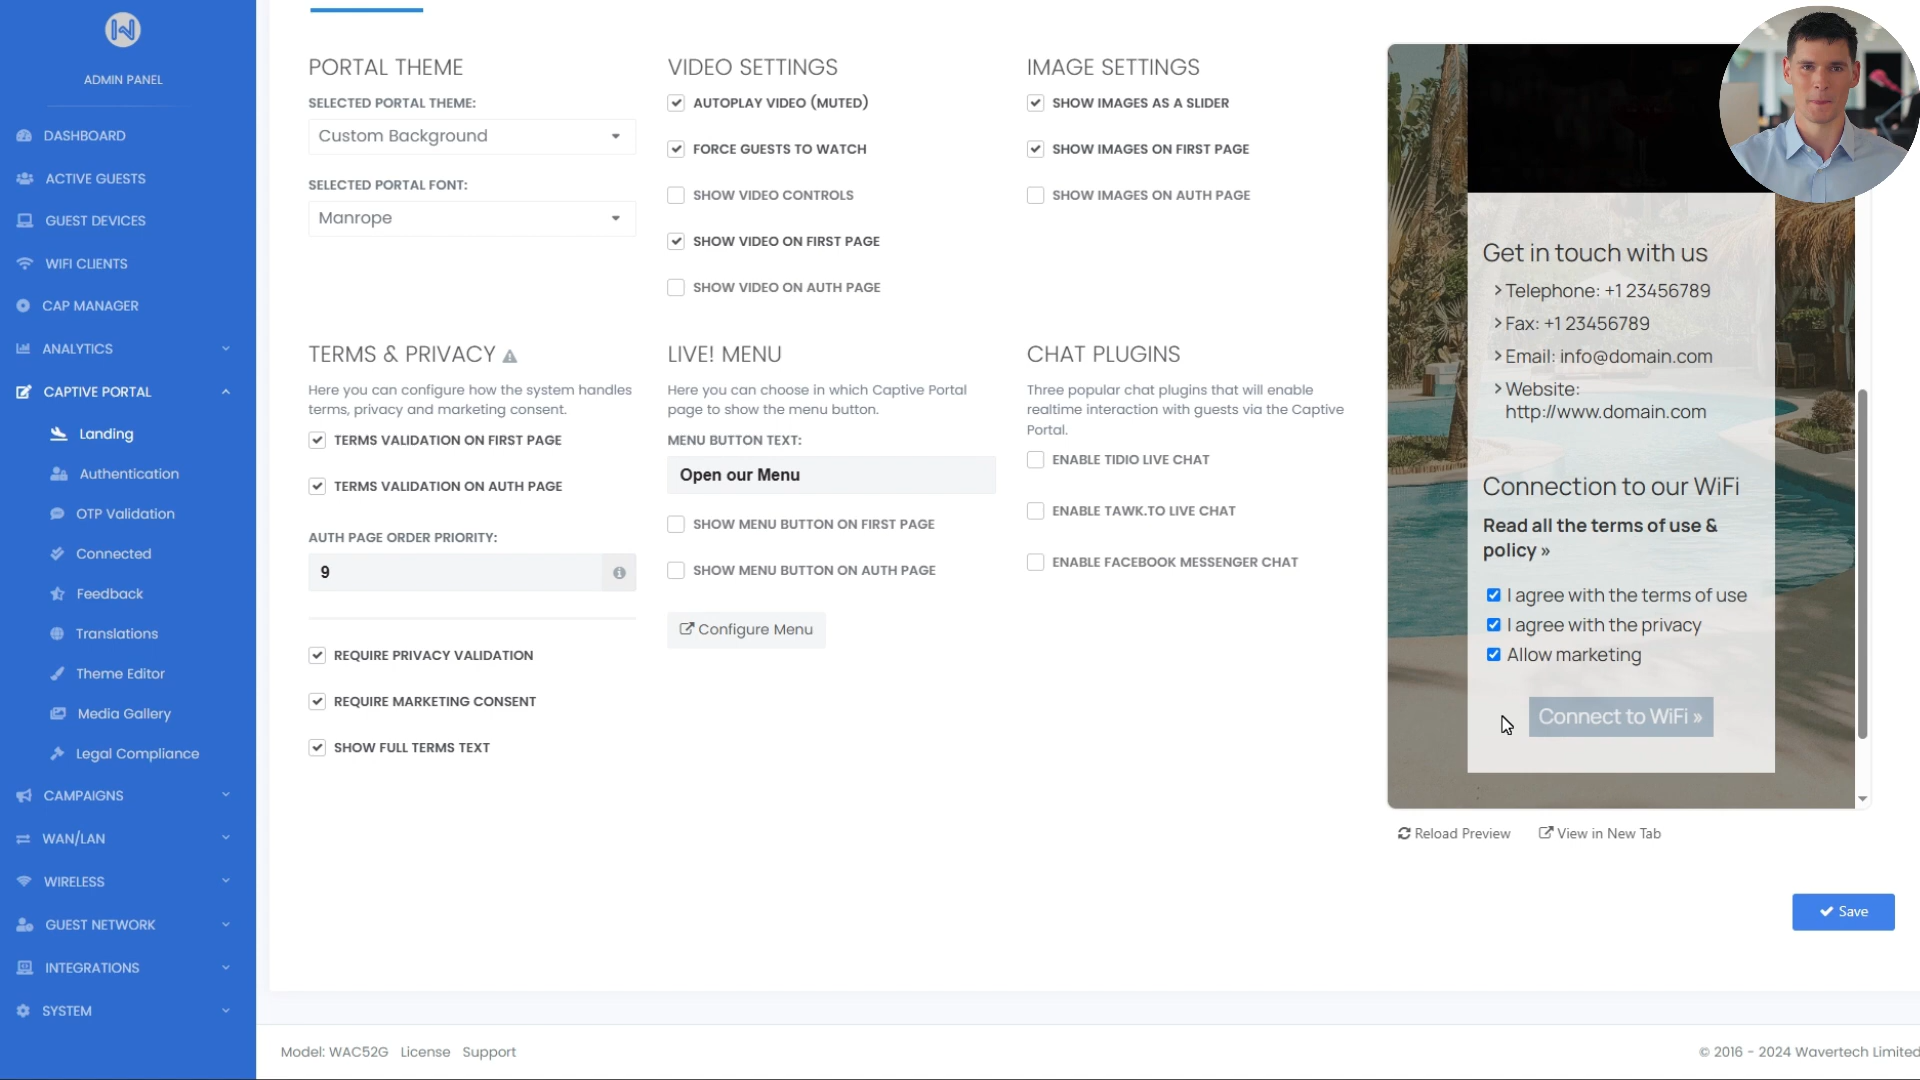 ADMIN PANEL
DASHBOARD
ACTIVE GUESTS
GUEST DEVICES
WIFI CLIENTS
CAP MANAGER
ANALYTICS
CAPTIVE PORTAL
Landing
Authentication
OTP Validation
Connected
Feedback
Translations
Theme Editor
Media Gallery
Legal Compliance
CAMPAIGNS
WAN/LAN
WIRELESS
GUEST NETWORK
INTEGRATIONS
SYSTEM
PORTAL THEME
SELECTED PORTAL THEME:
Custom Background
SELECTED PORTAL FONT:
Manrope
VIDEO SETTINGS
AUTOPLAY VIDEO (MUTED)
FORCE GUESTS TO WATCH
SHOW VIDEO CONTROLS
SHOW VIDEO ON FIRST PAGE
SHOW VIDEO ON AUTH PAGE
IMAGE SETTINGS
SHOW IMAGES AS A SLIDER
SHOW IMAGES ON FIRST PAGE
SHOW IMAGES ON AUTH PAGE
TERMS & PRIVACY
Here you can configure how the system handles
terms, privacy and marketing consent.
TERMS VALIDATION ON FIRST PAGE
TERMS VALIDATION ON AUTH PAGE
AUTH PAGE ORDER PRIORITY:
9
REQUIRE PRIVACY VALIDATION
REQUIRE MARKETING CONSENT
SHOW FULL TERMS TEXT
LIVE! MENU
Here you can choose in which Captive Portal
page to show the menu button.
MENU BUTTON TEXT:
Open our Menu
SHOW MENU BUTTON ON FIRST PAGE
SHOW MENU BUTTON ON AUTH PAGE
Configure Menu
CHAT PLUGINS
Three popular chat plugins that will enable
realtime interaction with guests via the Captive
Portal.
ENABLE TIDIO LIVE CHAT
ENABLE TAWK.TO LIVE CHAT
ENABLE FACEBOOK MESSENGER CHAT
Get in touch with us
Telephone: +1 23456789
Fax: +1 23456789
Email: info@domain.com
Website:
http://www.domain.com
Connection to our WiFi
Read all the terms of use &
policy »
I agree with the terms of use
I agree with the privacy
Allow marketing
Connect to WiFi »
Reload Preview
View in New Tab
Save
Model: WAC52G License Support
© 2016 - 2024 Wavertech Limited